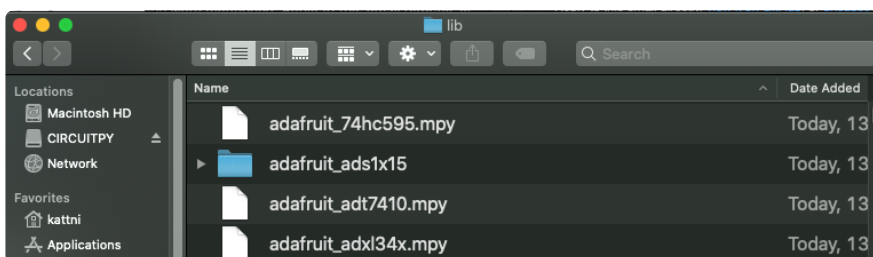 lib
Search
Locations
Macintosh HD
CIRCUITPY
Network
Favorites
kattni
Applications
Name
Date Added
adafruit_74hc595.mpy
Today, 13
adafruit_ads1x15
Today, 13
adafruit_adt7410.mpy
Today, 13
adafruit_adxl34x.mpy
Today, 13